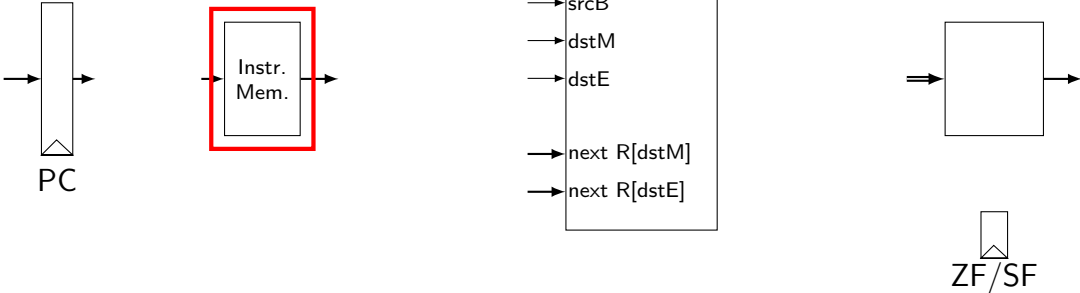 srcB
dstM
dstE
next R[dstM]
next R[dstE]
Instr.
Mem.
PC
ZF/SF